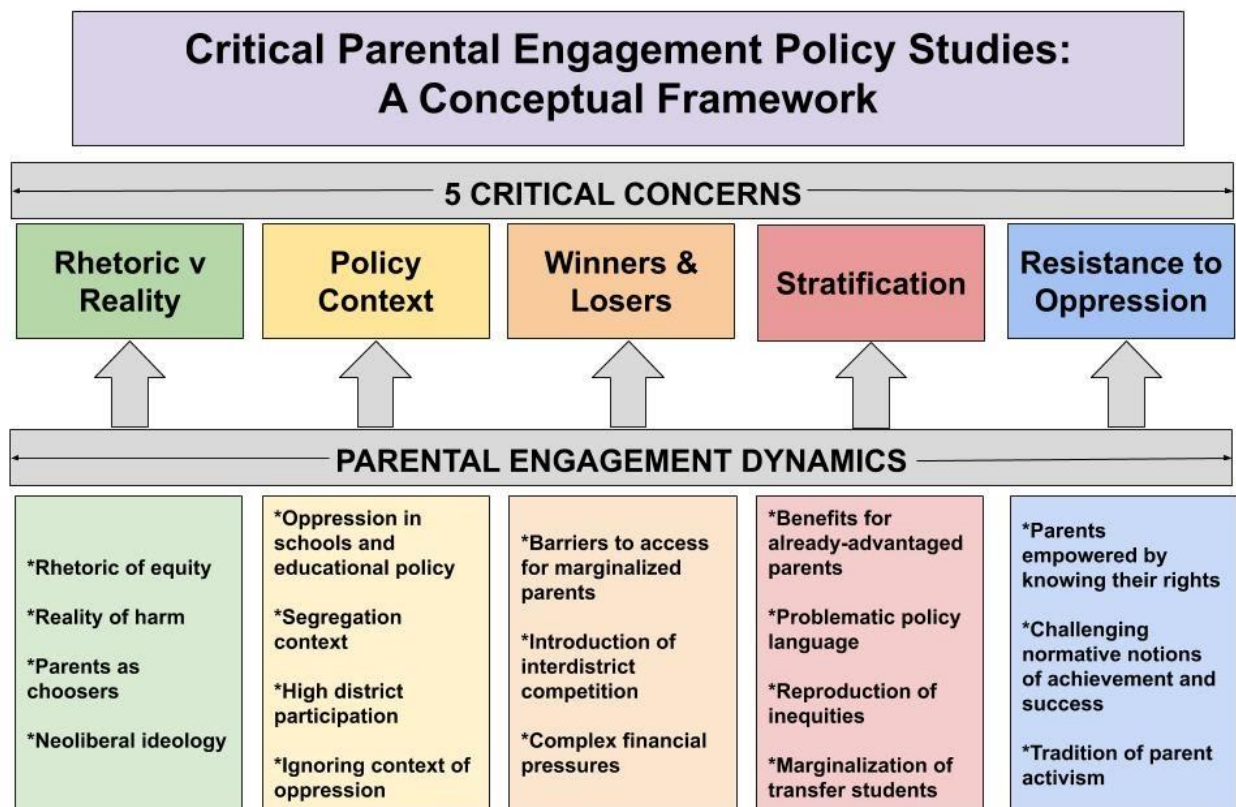 Critical Parental Engagement Policy Studies:
A Conceptual Framework
5 CRITICAL CONCERNS
Rhetoric v
Reality
Policy
Context
Winners &
Losers
Stratification
Resistance to
Oppression
PARENTAL ENGAGEMENT DYNAMICS
*Rhetoric of equity
*Reality of harm
*Parents as
choosers
*Neoliberal ideology
*Oppression in
schools and
educational policy
*Segregation
context
*High district
participation
*Ignoring context of
oppression
*Barriers to access
for marginalized
parents
*Introduction of
interdistrict
competition
*Complex financial
pressures
*Benefits for
already-advantaged
parents
*Problematic policy
language
*Reproduction of
inequities
*Marginalization of
transfer students
*Parents
empowered by
knowing their rights
*Challenging
normative notions
of achievement and
success
*Tradition of parent
activism